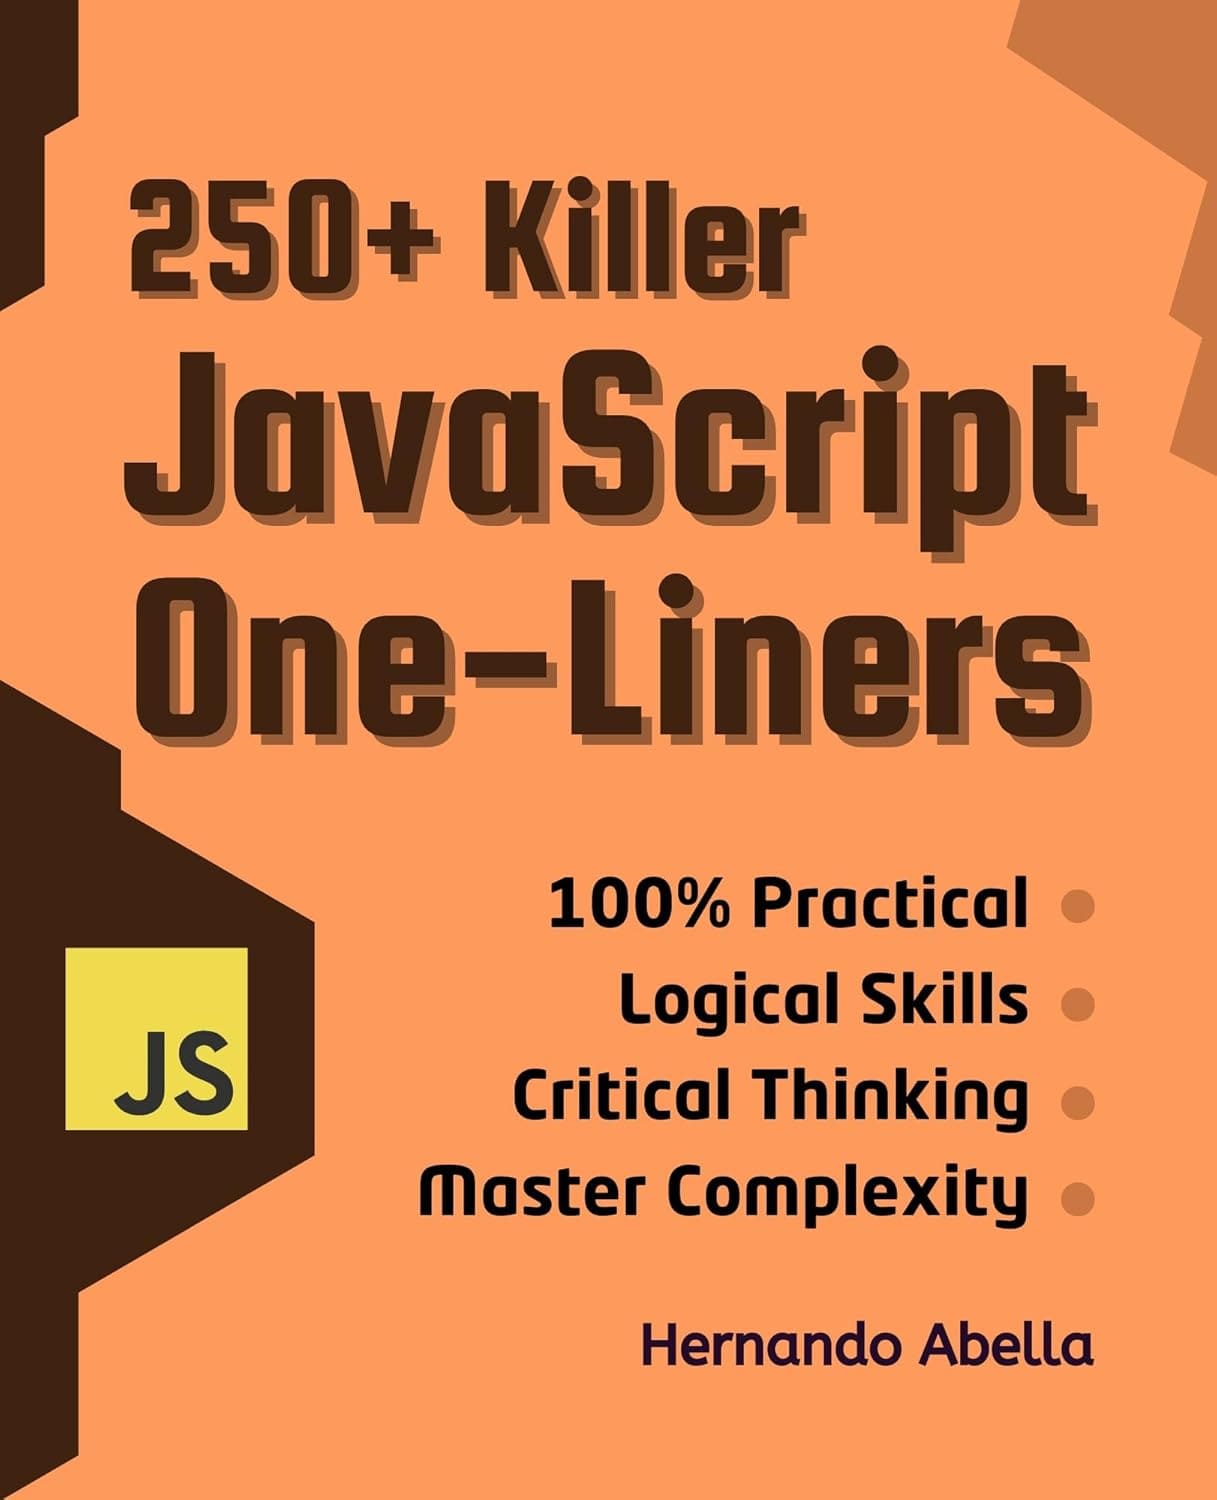 250+ Killer
JavaScript
One-Liners
100% Practical
Logical Skills
Critical Thinking
Master Complexity
JS
Hernando Abella